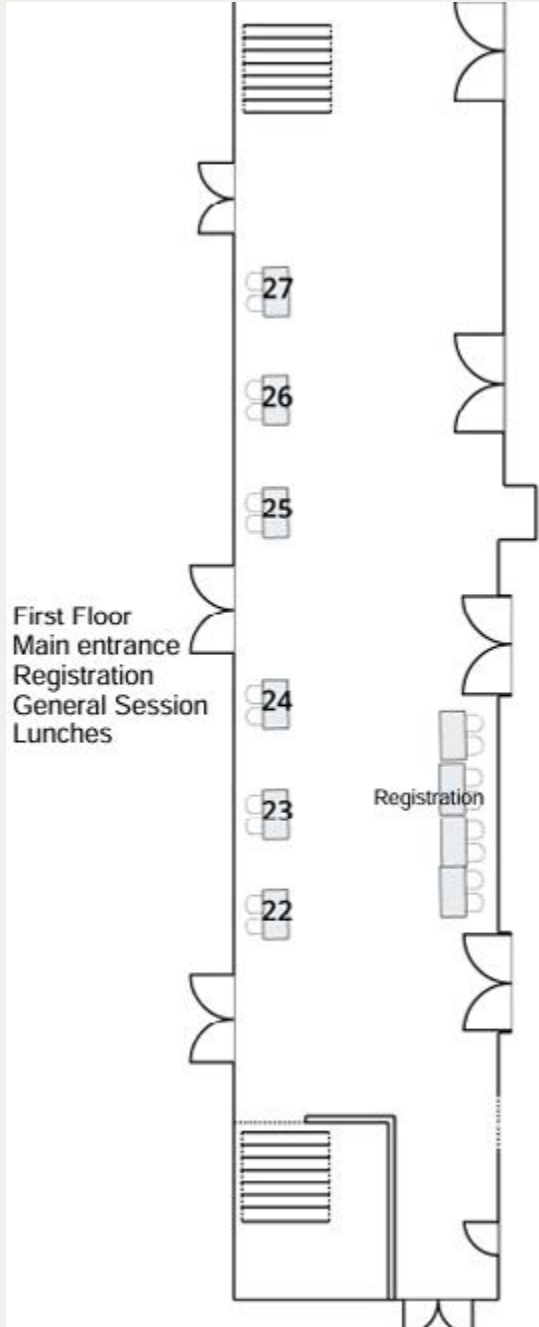 27
26
25
First Floor
Main entrance
Registration
General Session
Lunches
24
23
Registration
22